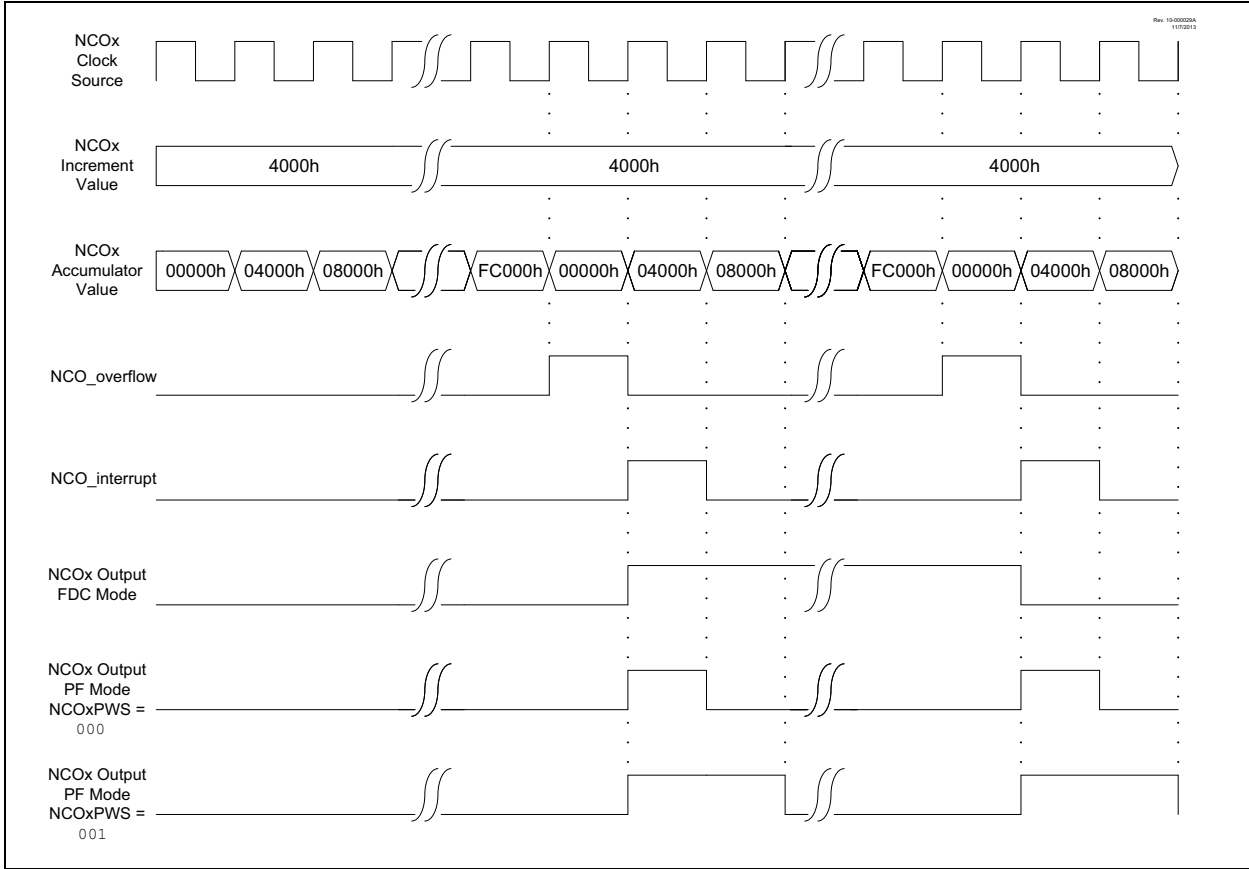 Rev. 10-000029A
11/7/2013
NCOx
Clock
Source
NCOx
Increment
Value
4000h
4000h
4000h
NCOx
Accumulator
Value
00000h 04000h 08000h FC000h 00000h 04000h 08000h FC000h 00000h 04000h 08000h
NCO_overflow
NCO_interrupt
NCOx Output
FDC Mode
NCOx Output
PF Mode
NCOxPWS =
000
NCOx Output
PF Mode
NCOxPWS =
001